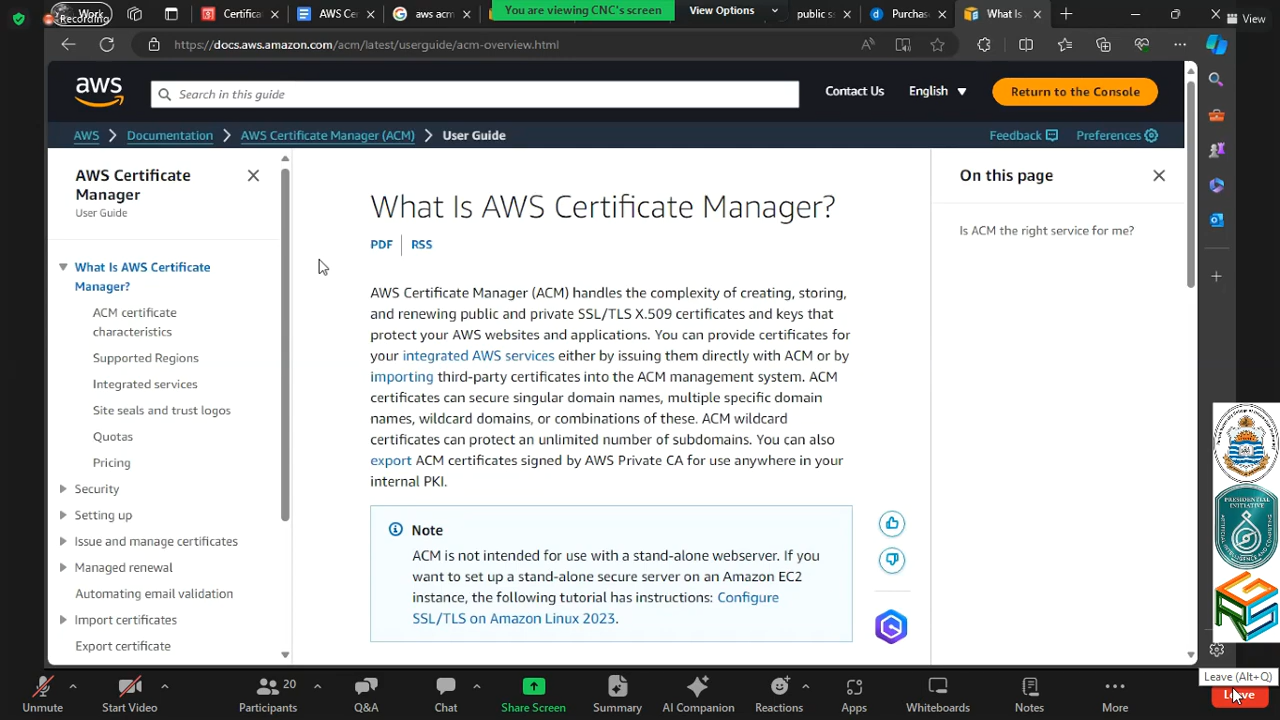 Work
Recording
Certifica
AWS Ce
aws acm
You are viewing CNC's screen
View Options
public s
Purchas
What Is
View
https://docs.aws.amazon.com/acm/latest/userguide/acm-overview.html
aws
Search in this guide
Contact Us
English
Return to the Console
AWS
Documentation
AWS Certificate Manager (ACM)
User Guide
Feedback
Preferences
AWS Certificate
Manager
User Guide
What Is AWS Certificate
Manager?
ACM certificate
characteristics
Supported Regions
Integrated services
Site seals and trust logos
Quotas
Pricing
Security
Setting up
Issue and manage certificates
Managed renewal
Automating email validation
Import certificates
Export certificate
What Is AWS Certificate Manager?
PDF
RSS
AWS Certificate Manager (ACM) handles the complexity of creating, storing,
and renewing public and private SSL/TLS X.509 certificates and keys that
protect your AWS websites and applications. You can provide certificates for
your integrated AWS services either by issuing them directly with ACM or by
importing third-party certificates into the ACM management system. ACM
certificates can secure singular domain names, multiple specific domain
names, wildcard domains, or combinations of these. ACM wildcard
certificates can protect an unlimited number of subdomains. You can also
export ACM certificates signed by AWS Private CA for use anywhere in your
internal PKI.
Note
ACM is not intended for use with a stand-alone webserver. If you
want to set up a stand-alone secure server on an Amazon EC2
instance, the following tutorial has instructions: Configure
SSL/TLS on Amazon Linux 2023.
On this page
Is ACM the right service for me?
PRESIDENTIAL
INITIATIVE
Leave (Alt+Q)
Unmute
Start Video
20
Participants
Q&A
Chat
Share Screen
Summary
AI Companion
Reactions
Apps
Whiteboards
Notes
More
Leave